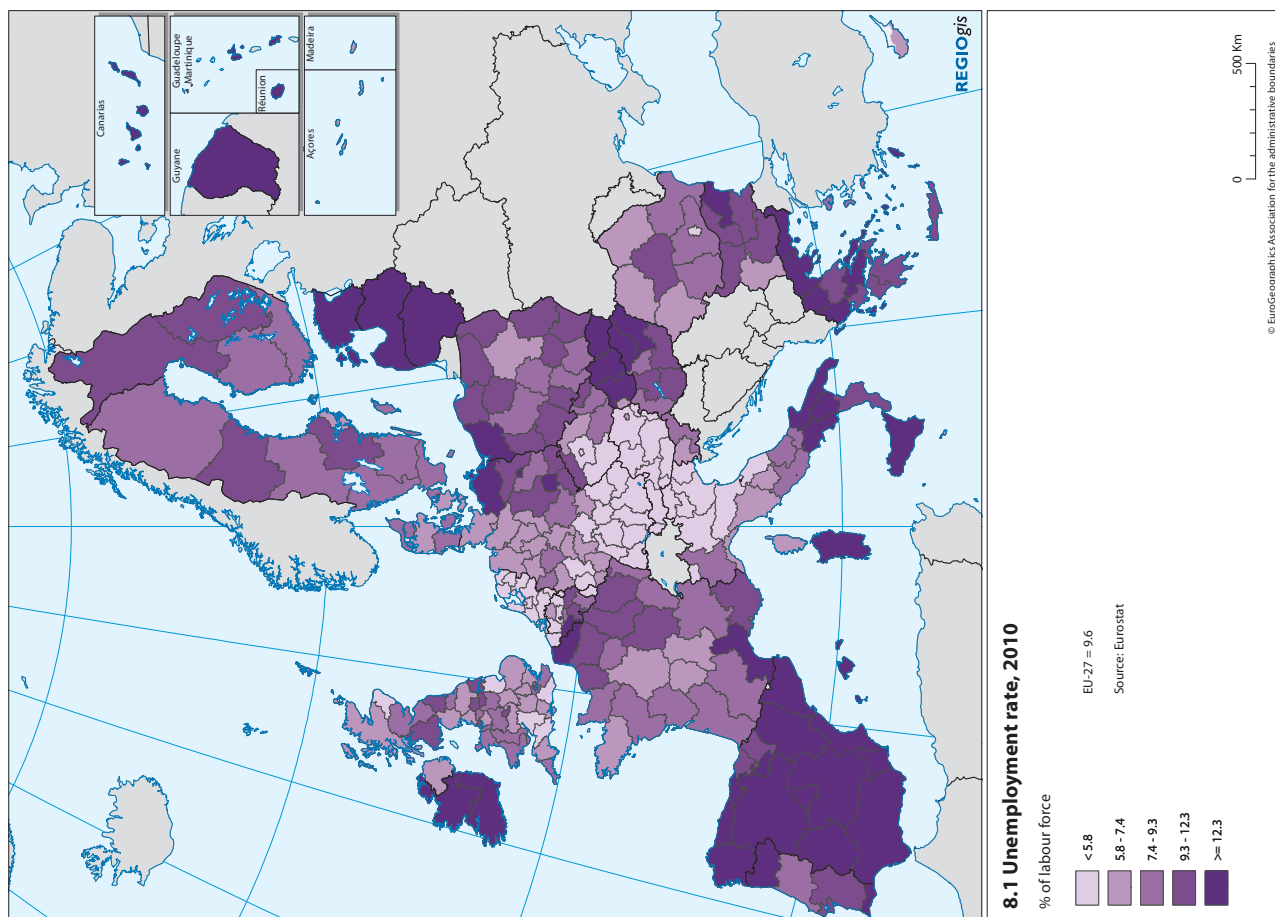 Canarias
Guyane
Guadeloupe
Martinique
Réunion
Açores
Madeira
REGIOgis
8.1 Unemployment rate, 2010
% of labour force
< 5.8
5.8 - 7.4
7.4 - 9.3
9.3 - 12.3
>= 12.3
EU-27 = 9.6
Source: Eurostat
0
500 Km
© EuroGeographics Association for the administrative boundaries